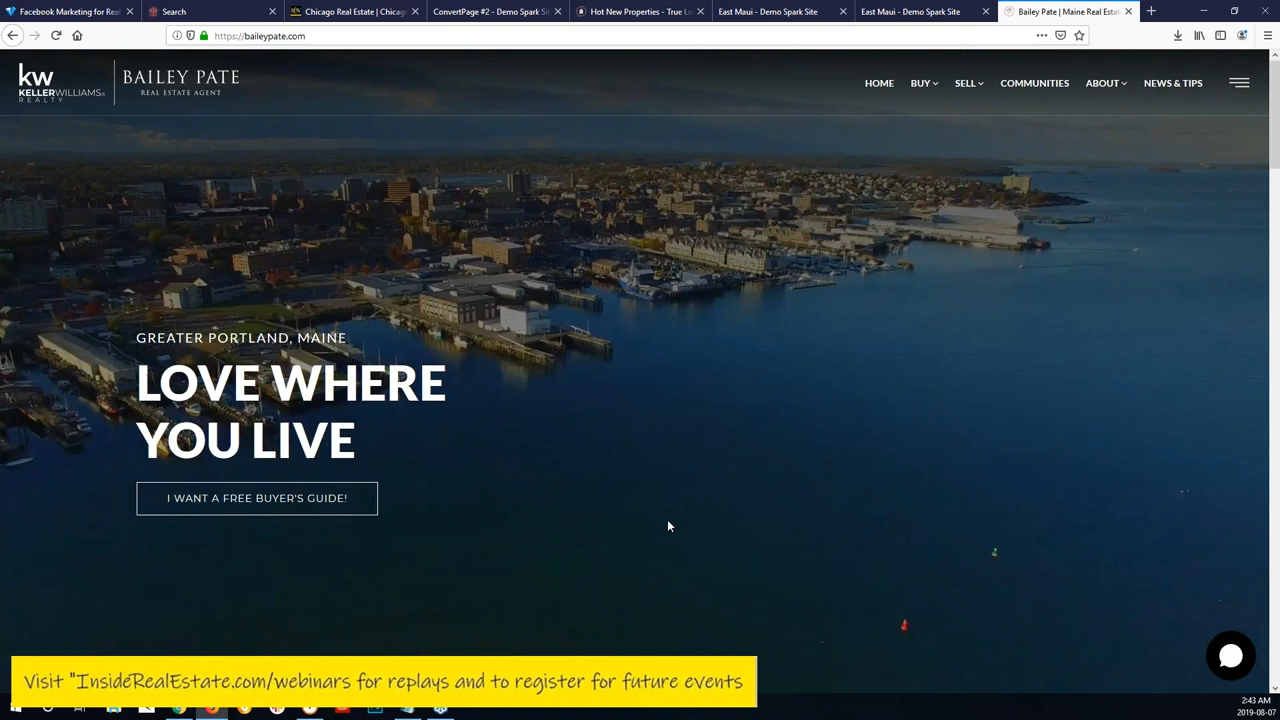 Facebook Marketing for Real
Search
Chicago Real Estate | Chicago
ConvertPage #2 - Demo Spark Si
Hot New Properties - True Lo
East Maui - Demo Spark Site
East Maui - Demo Spark Site
Bailey Pate | Maine Real Esta
https://baileypate.com
kw
KELLERWILLIAMS.
REALTY
BAILEY PATE
REAL ESTATE AGENT
HOME
BUY
SELL
COMMUNITIES
ABOUT
NEWS & TIPS
GREATER PORTLAND, MAINE
LOVE WHERE
YOU LIVE
I WANT A FREE BUYER'S GUIDE!
Visit "InsideRealEstate.com/webinars for replays and to register for future events
2:43 AM
2019-08-07